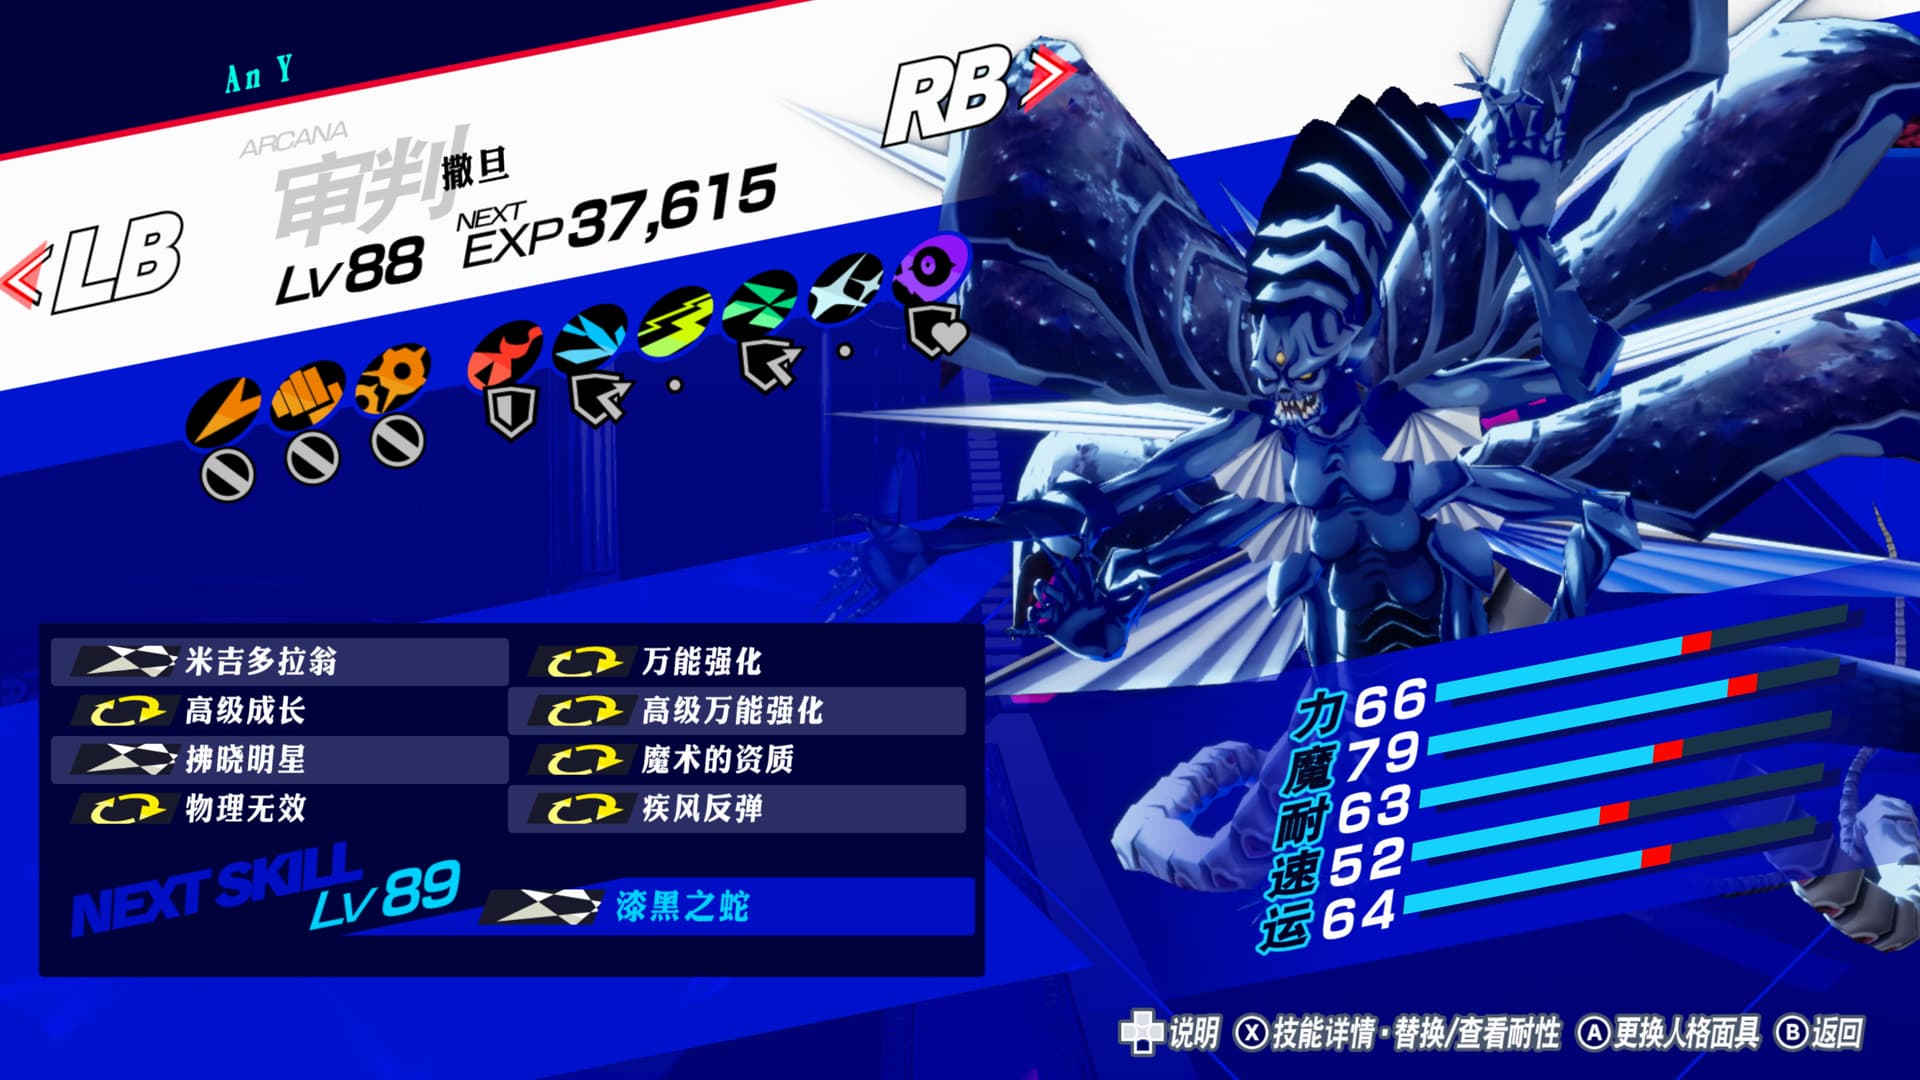 An Y
ARCANA
审判 撒旦
RB
LB
Lv88 NEXT EXP 37,615
米吉多拉翁 万能强化
高级成长 高级万能强化
拂晓明星 魔术的资质
物理无效 疾风反弹
NEXT SKILL Lv 89 漆黑之蛇
力 66
魔 79
耐 63
速 52
运 64
说明 X 技能详情·替换/查看耐性 A 更换人格面具 B 返回